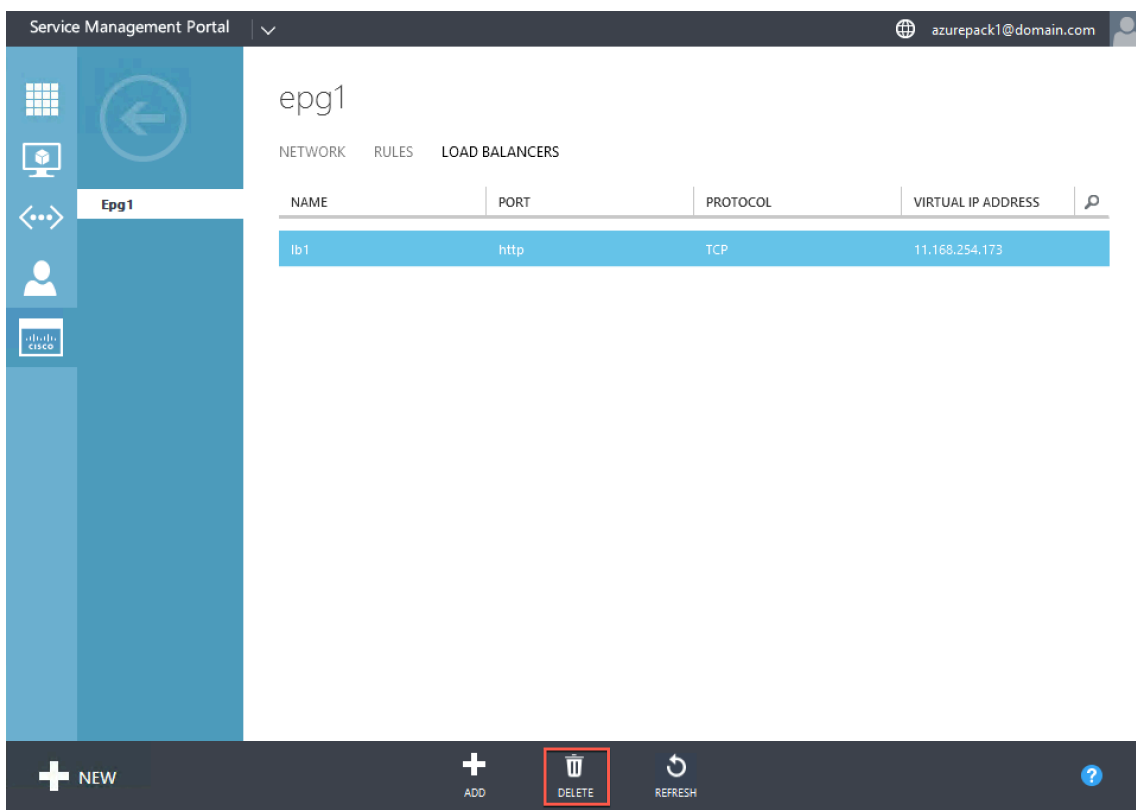 Service Management Portal azurepack1@domain.com
epg1
NETWORK RULES LOAD BALANCERS
Epg1
NAME PORT PROTOCOL VIRTUAL IP ADDRESS
lb1 http TCP 11.168.254.173
cisco
NEW ADD DELETE REFRESH ?